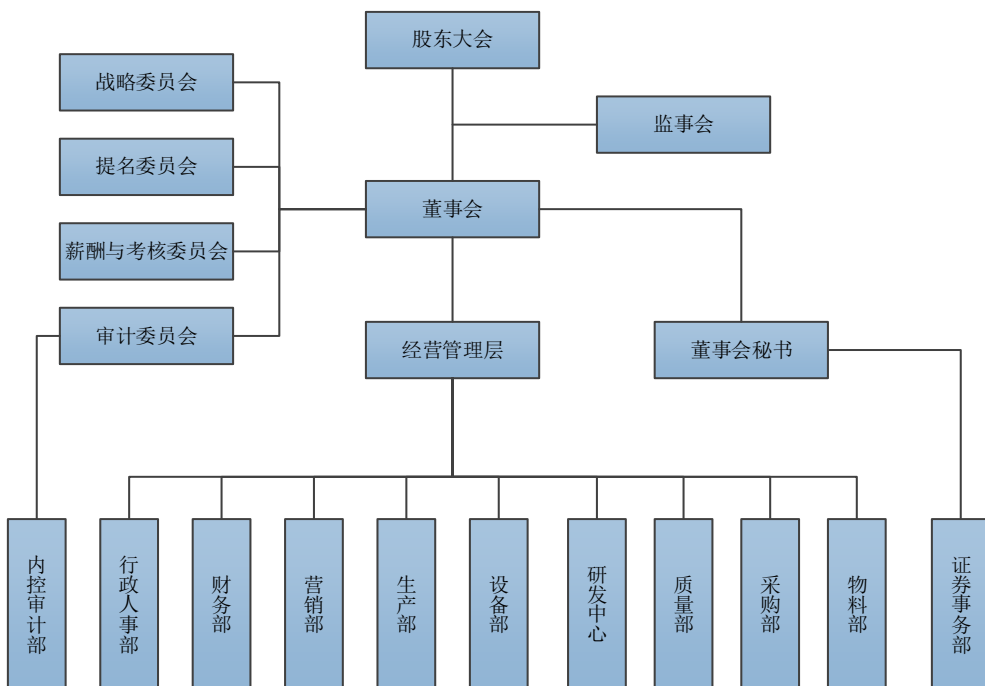 股东大会
战略委员会
监事会
提名委员会
董事会
薪酬与考核委员会
审计委员会
经营管理层
董事会秘书
内控审计部
行政人事部
财务部
营销部
生产部
设备部
研发中心
质量部
采购部
物料部
证券事务部